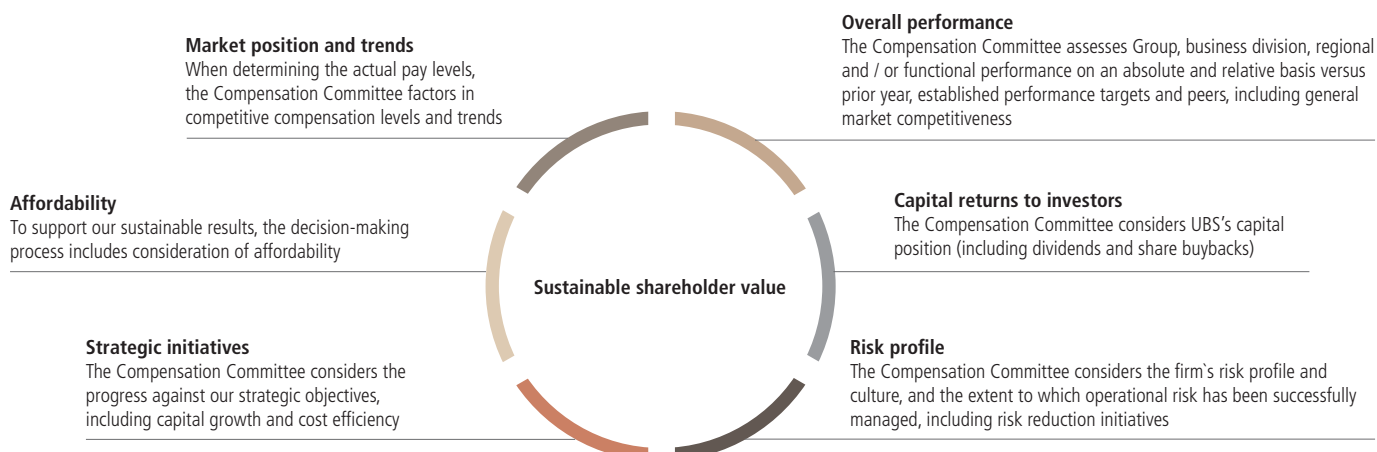 Market position and trends
When determining the actual pay levels,
the Compensation Committee factors in
competitive compensation levels and trends
Overall performance
The Compensation Committee assesses Group, business division, regional
and / or functional performance on an absolute and relative basis versus
prior year, established performance targets and peers, including general
market competitiveness
Affordability
To support our sustainable results, the decision-making
process includes consideration of affordability
Capital returns to investors
The Compensation Committee considers UBS's capital
position (including dividends and share buybacks)
Sustainable shareholder value
Strategic initiatives
The Compensation Committee considers the
progress against our strategic objectives,
including capital growth and cost efficiency
Risk profile
The Compensation Committee considers the firm`s risk profile and
culture, and the extent to which operational risk has been successfully
managed, including risk reduction initiatives